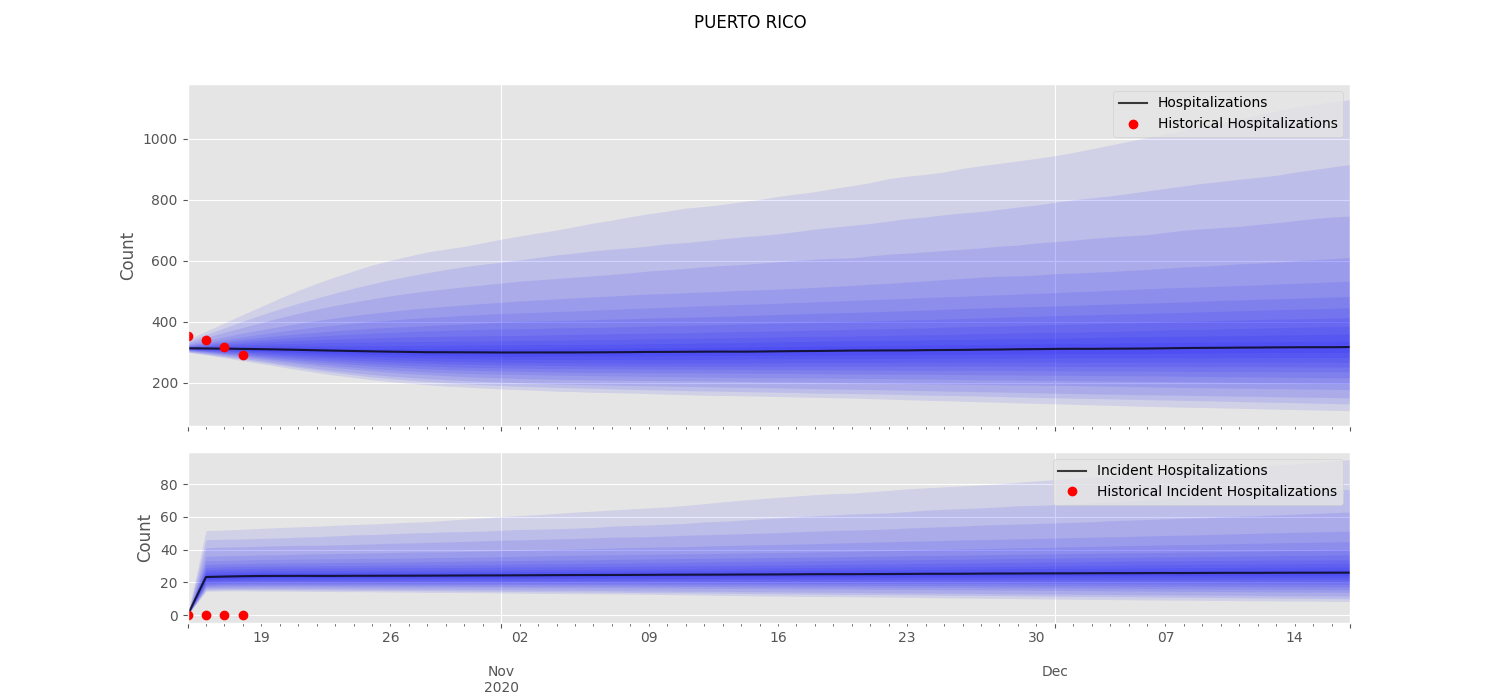 PUERTO RICO
Hospitalizations
Historical Hospitalizations
Count
1000
800
600
400
200
Incident Hospitalizations
Historical Incident Hospitalizations
Count
80
60
40
20
0
19 26 02 09 16 23 30 07 14
Nov Dec
2020